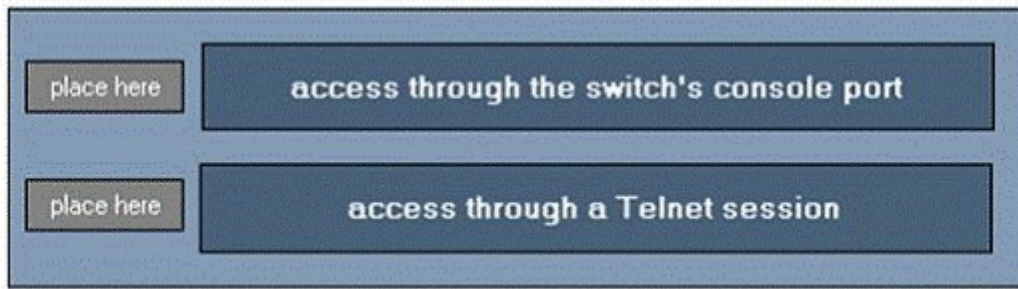 place here
access through the switch's console port
place here
access through a Telnet session